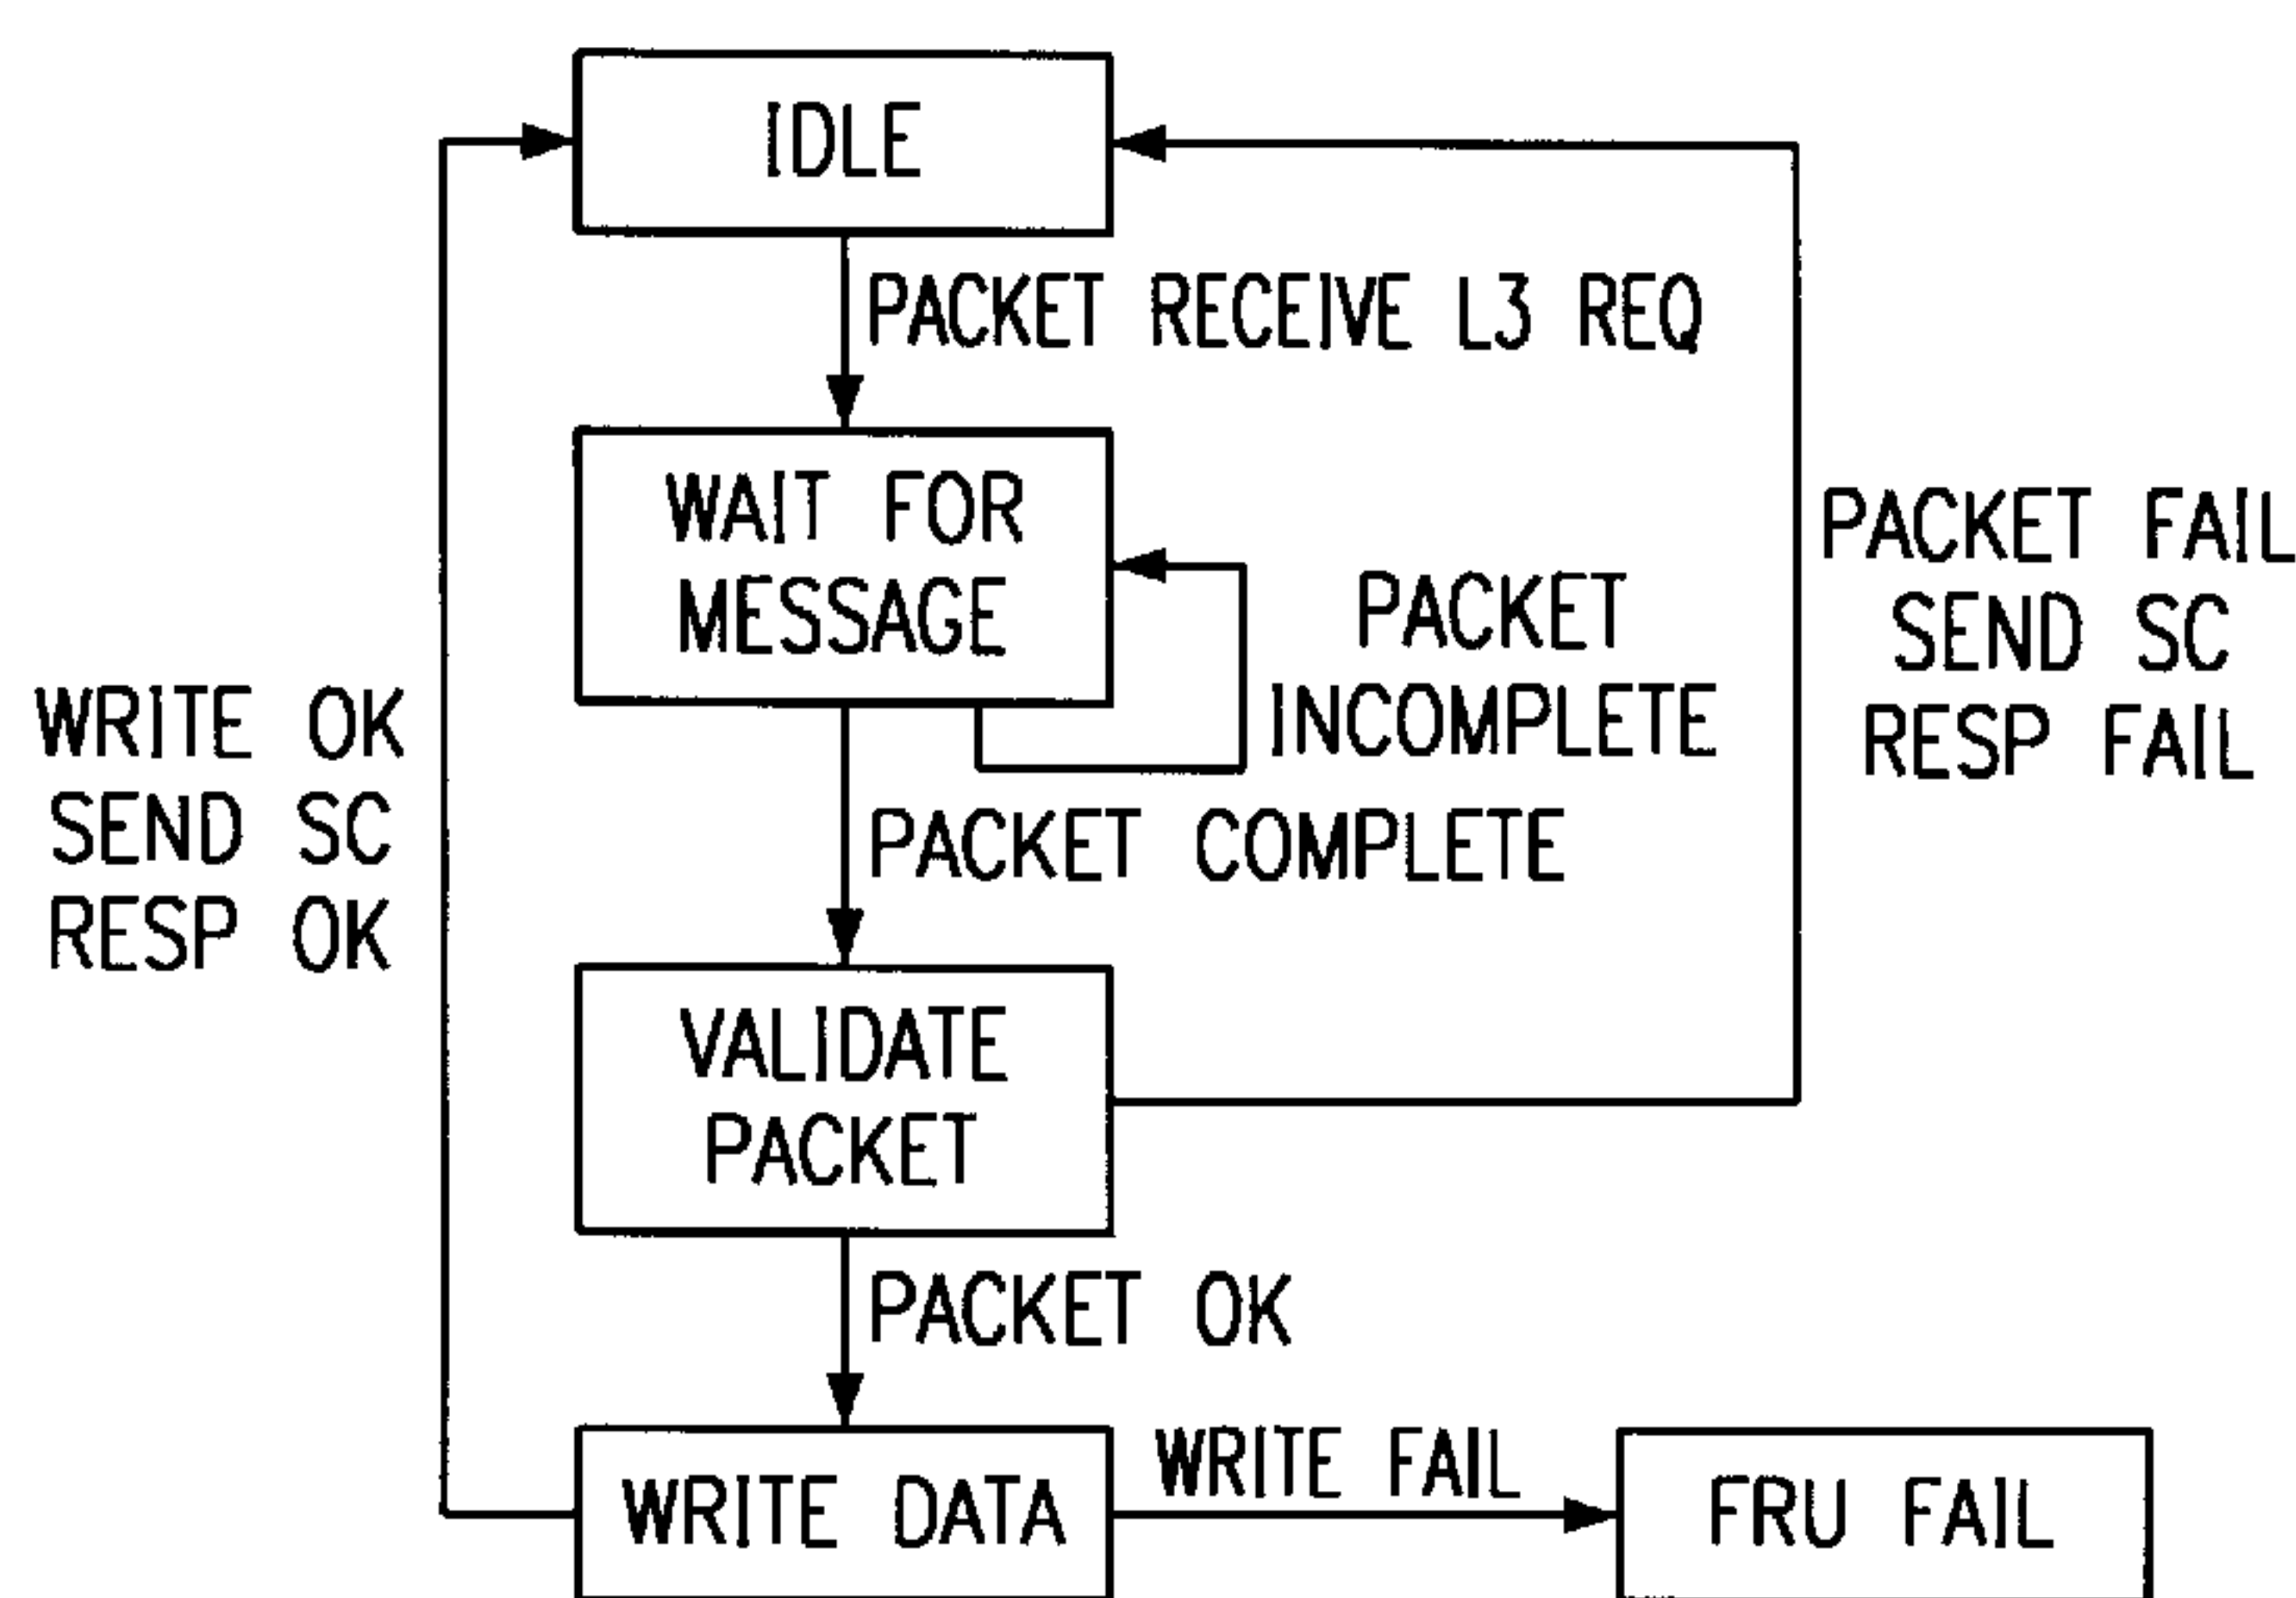 IDLE
PACKET RECEIVE L3 REQ
WAIT FOR
MESSAGE
PACKET
INCOMPLETE
PACKET FAIL
SEND SC
RESP FAIL
WRITE OK
SEND SC
RESP OK
PACKET COMPLETE
VALIDATE
PACKET
PACKET OK
WRITE DATA
WRITE FAIL
FRU FAIL